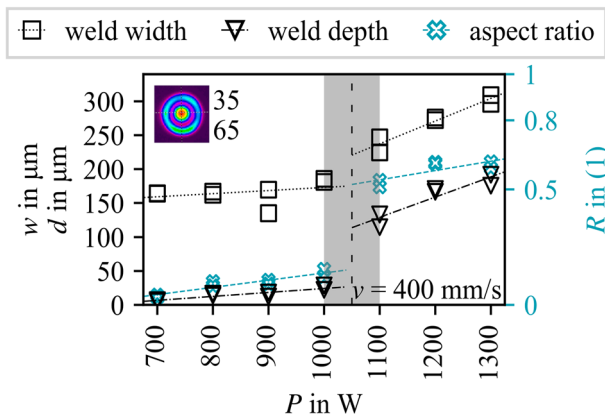 weld width weld depth aspect ratio
35
65
w in µm
d in µm
300
250
200
150
100
50
0
1
0.8
0.5
0
R in (1)
v = 400 mm/s
700 800 900 1000 1100 1200 1300
P in W